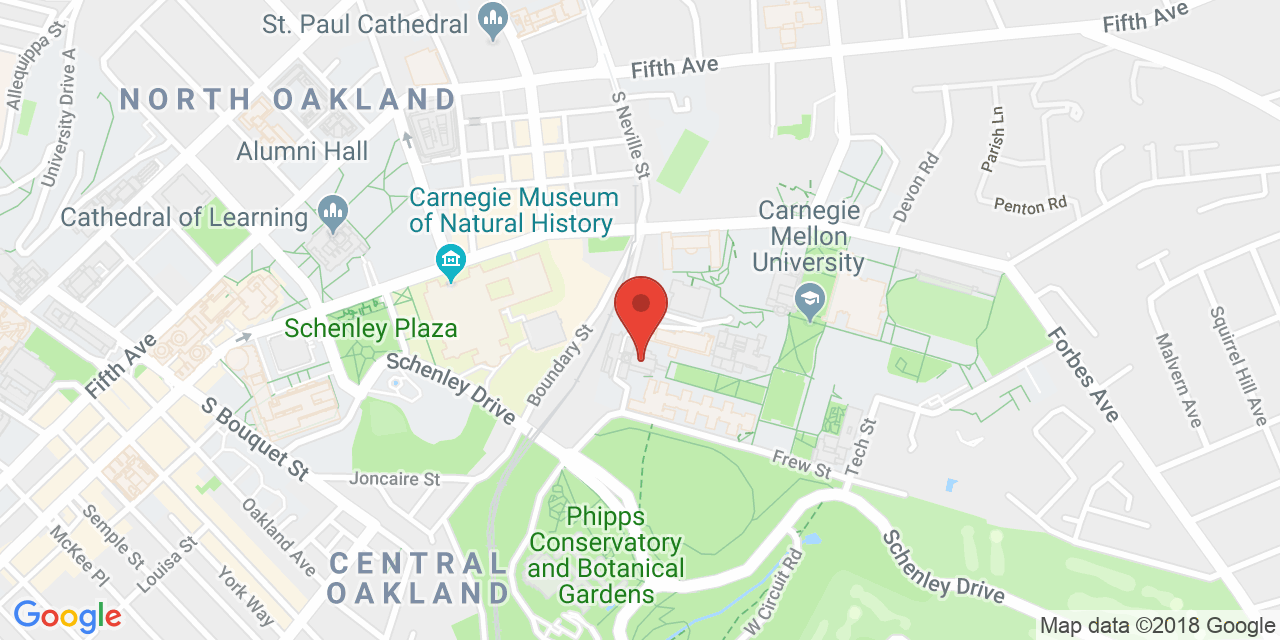 St. Paul Cathedral
Fifth Ave
Fifth Ave
Allequippa St
University Drive A
NORTH OAKLAND
S Neville St
Alumni Hall
Parish Ln
Devon Rd
Penton Rd
Cathedral of Learning
Carnegie Museum
of Natural History
Carnegie
Mellon
University
Schenley Plaza
Fifth Ave
Boundary St
Schenley Drive
Forbes Ave
Squirrel Hill Ave
Malvern Ave
S Bouquet St
Joncaire St
Frew St
Tech St
Semple St
McKee Pl
Louisa St
Oakland Ave
York Way
CENTRAL
OAKLAND
Phipps
Conservatory
and Botanical
Gardens
W Circuit Rd
Schenley Drive
Google
Map data ©2018 Google